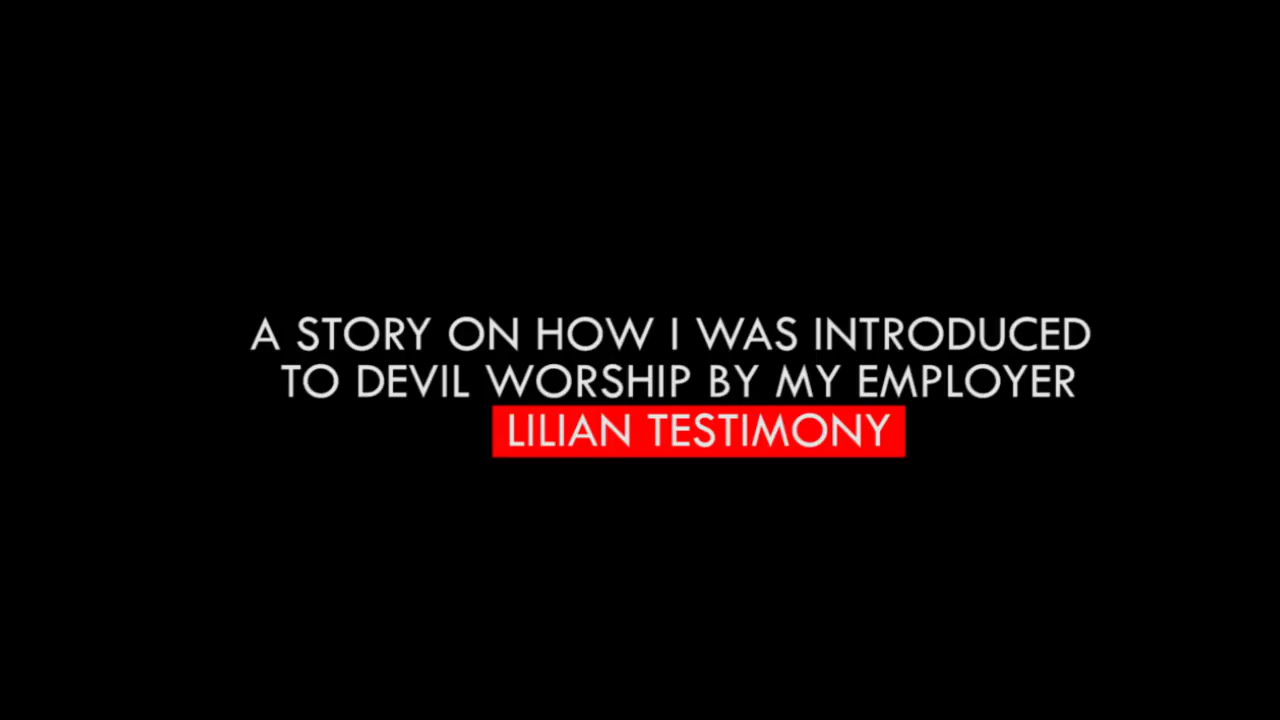 A STORY ON HOW I WAS INTRODUCED
TO DEVIL WORSHIP BY MY EMPLOYER
LILIAN TESTIMONY